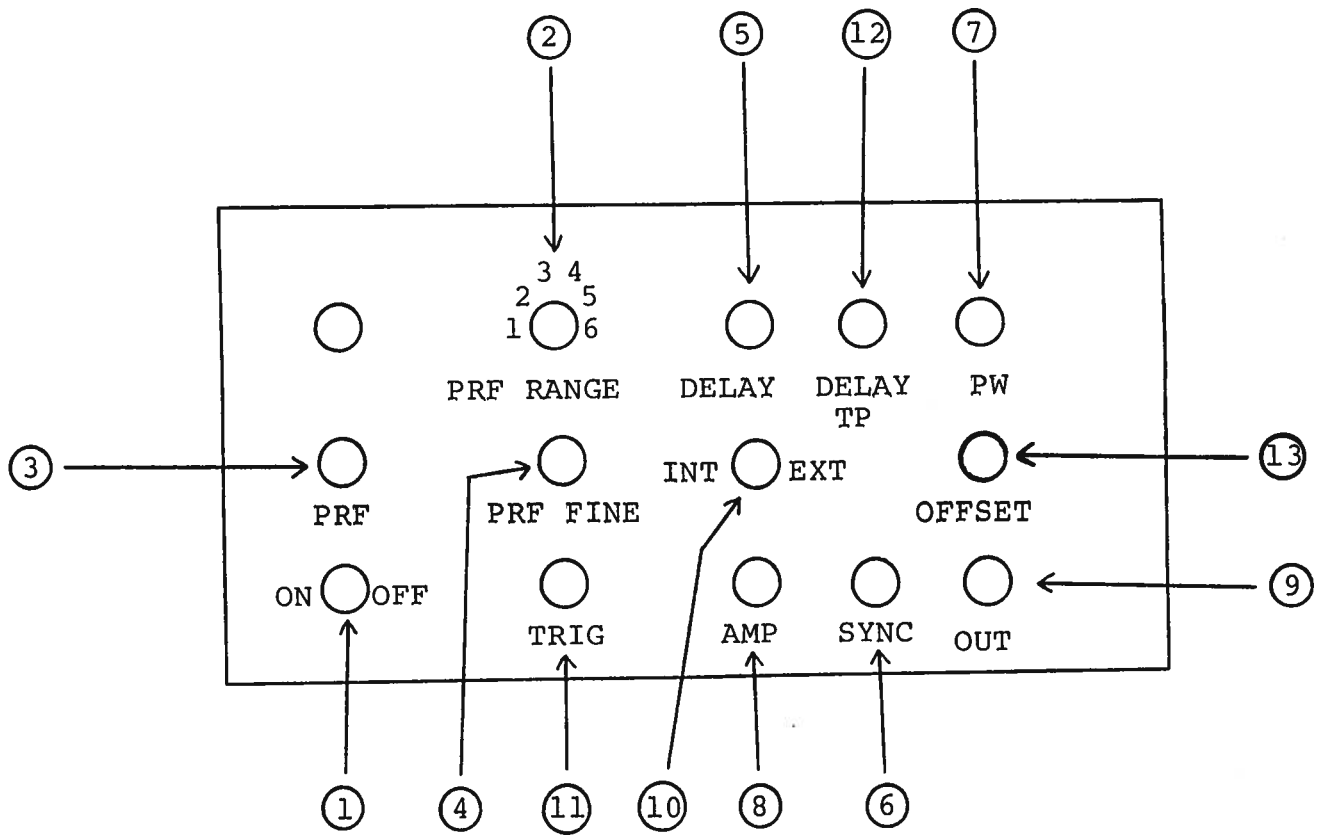 2 5 12 7
3 4
2 5
1 6
PRF RANGE DELAY DELAY PW
TP
3 INT EXT 13
PRF PRF FINE OFFSET
ON OFF 9
TRIG AMP SYNC OUT
1 4 11 10 8 6